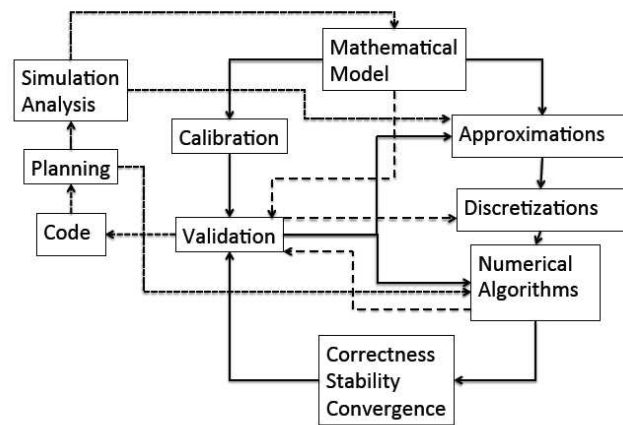 Mathematical
Model
Simulation
Analysis
Calibration
Approximations
Planning
Discretizations
Code
Validation
Numerical
Algorithms
Correctness
Stability
Convergence